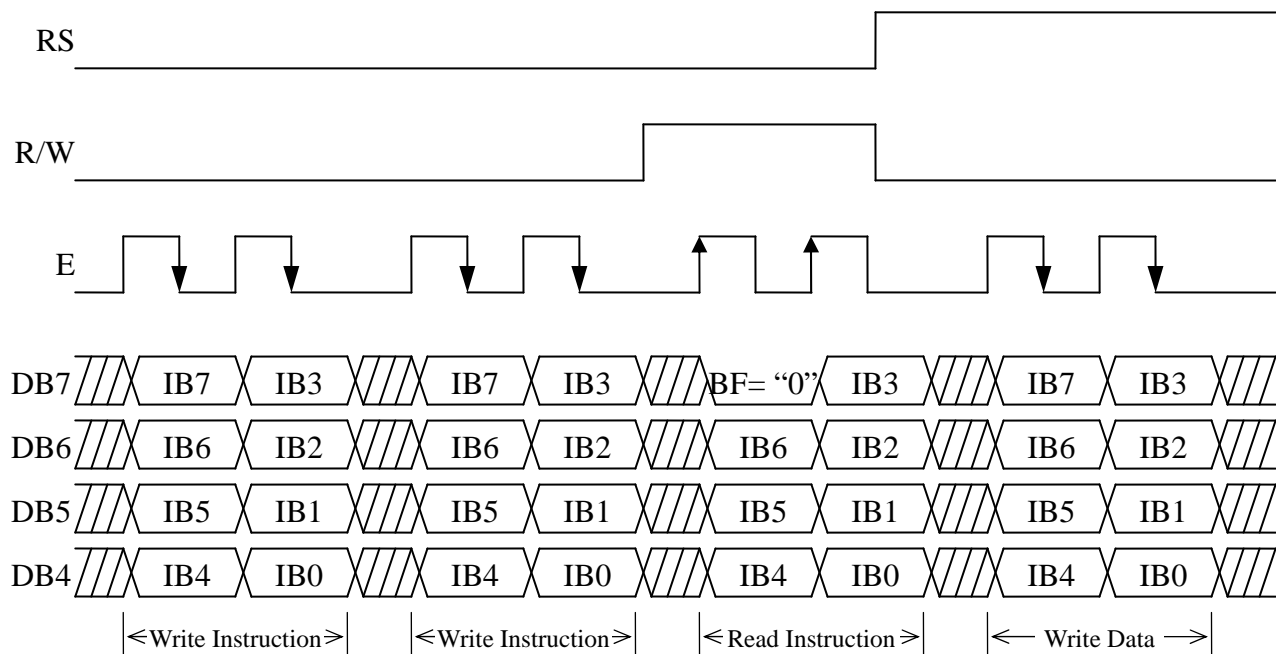 RS
R/W
E
DB7 IB7 IB3 IB7 IB3 BF= “0” IB3 IB7 IB3
DB6 IB6 IB2 IB6 IB2 IB6 IB2 IB6 IB2
DB5 IB5 IB1 IB5 IB1 IB5 IB1 IB5 IB1
DB4 IB4 IB0 IB4 IB0 IB4 IB0 IB4 IB0
Write Instruction Write Instruction Read Instruction Write Data